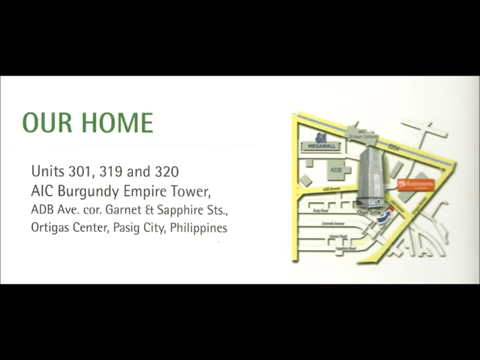 OUR HOME
Units 301, 319 and 320
AIC Burgundy Empire Tower,
ADB Ave. cor. Garnet & Sapphire Sts.,
Ortigas Center, Pasig City, Philippines
MEGAMALL
EDSA
ADB
Robinsons